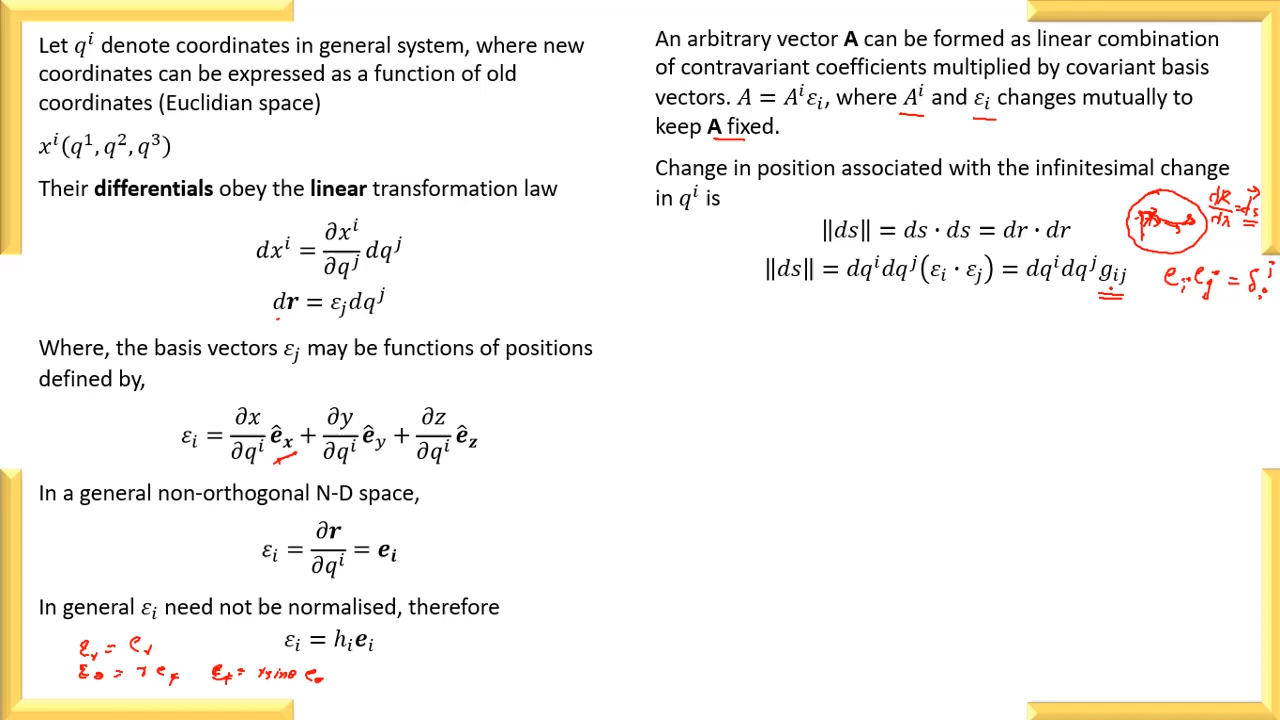 Let qⁱ denote coordinates in general system, where new
coordinates can be expressed as a function of old
coordinates (Euclidian space)
xⁱ(q¹, q², q³)
Their differentials obey the linear transformation law
dxⁱ = ∂xⁱ/∂qʲ dqʲ
dr = εⱼdqʲ
Where, the basis vectors εⱼ may be functions of positions
defined by,
εᵢ = ∂x/∂qⁱ ê_x + ∂y/∂qⁱ ê_y + ∂z/∂qⁱ ê_z
In a general non-orthogonal N-D space,
εᵢ = ∂r/∂qⁱ = eᵢ
In general εᵢ need not be normalised, therefore
εᵢ = hᵢeᵢ
An arbitrary vector A can be formed as linear combination
of contravariant coefficients multiplied by covariant basis
vectors. A = Aⁱεᵢ, where Aⁱ and εᵢ changes mutually to
keep A fixed.
Change in position associated with the infinitesimal change
in qⁱ is
‖ds‖ = ds · ds = dr · dr
‖ds‖ = dqⁱdqʲ(εᵢ · εⱼ) = dqⁱdqʲgᵢⱼ